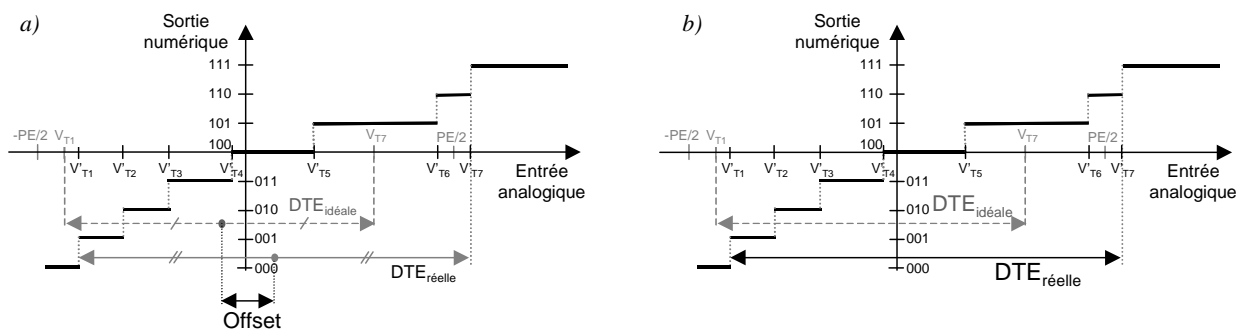 a)
Sortie
numérique
111
110
101
100
-PE/2 V_T1 V_T7 PE/2
V'_T1 V'_T2 V'_T3 V'_T4 V'_T5 V'_T6 V'_T7
Entrée
analogique
011
010
001
000
DTE_idéale
DTE_réelle
Offset
b)
Sortie
numérique
111
110
101
100
-PE/2 V_T1 V_T7 PE/2
V'_T1 V'_T2 V'_T3 V'_T4 V'_T5 V'_T6 V'_T7
Entrée
analogique
011
010
001
000
DTE_idéale
DTE_réelle